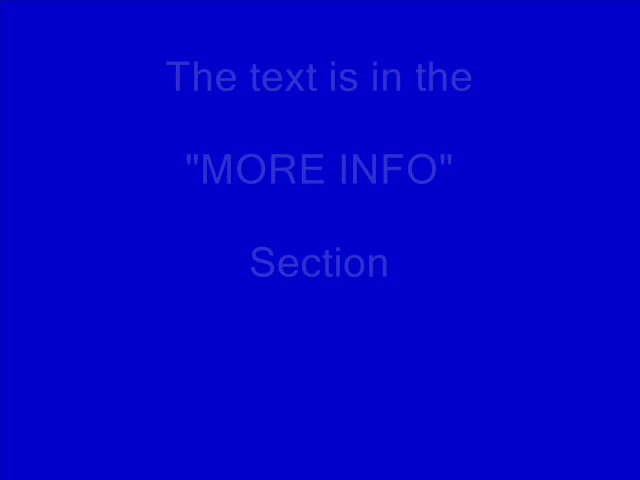 The text is in the
"MORE INFO"
Section